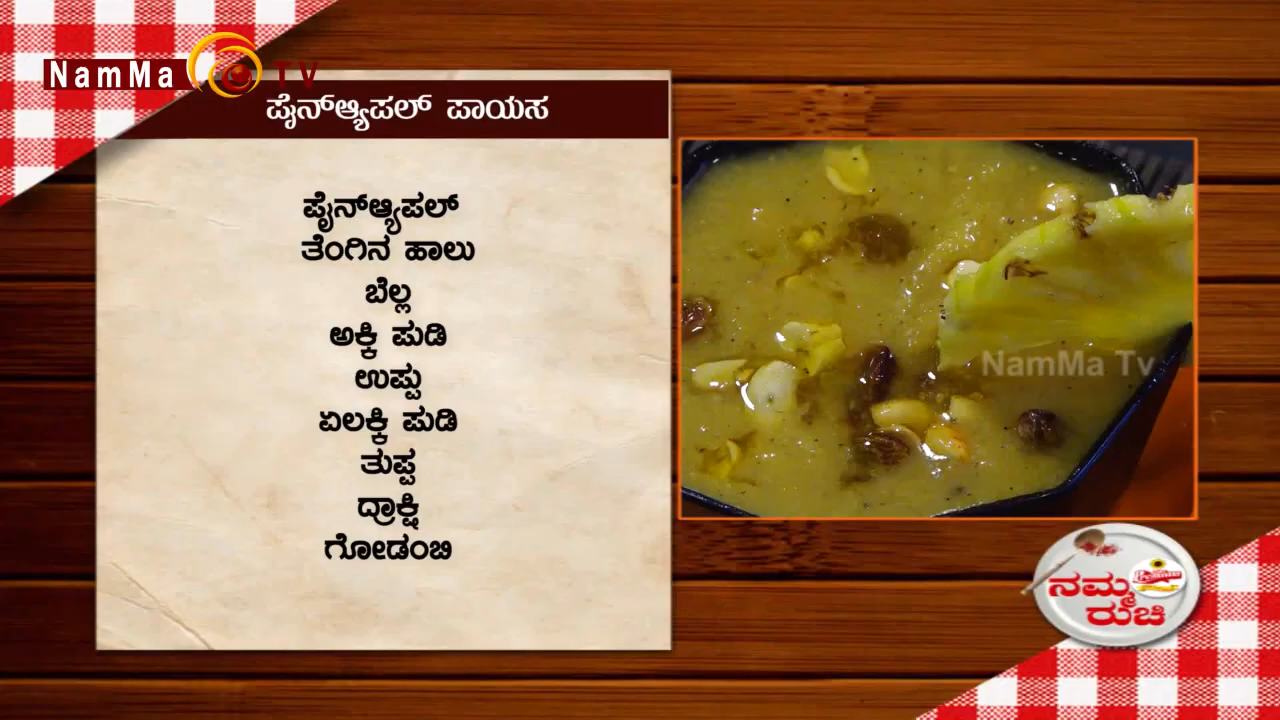 NamMa TV
ಪೈನ್‌ಆ್ಯಪಲ್ ಪಾಯಸ
ಪೈನ್‌ಆ್ಯಪಲ್
ತೆಂಗಿನ ಹಾಲು
ಬೆಲ್ಲ
ಅಕ್ಕಿ ಪುಡಿ
ಉಪ್ಪು
ಏಲಕ್ಕಿ ಪುಡಿ
ತುಪ್ಪ
ದ್ರಾಕ್ಷಿ
ಗೋಡಂಬಿ
NamMa Tv
ನಮ್ಮ
ರುಚಿ